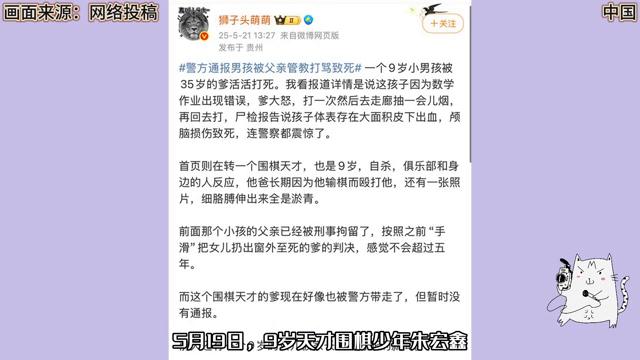 画面来源：网络投稿
中国
狮子头萌萌
II
+关注
25-5-21 13:27 来自微博网页版
发布于 贵州
#警方通报男孩被父亲管教打骂致死# 一个9岁小男孩被
35岁的爹活活打死。我看报道详情是说这孩子因为数学
作业出现错误，爹大怒，打一次然后去走廊抽一会儿烟，
再回去打，尸检报告说孩子体表存在大面积皮下出血，颅
脑损伤致死，连警察都震惊了。
首页则在转一个围棋天才，也是9岁，自杀，俱乐部和身
边的人反应，他爸长期因为他输棋而殴打他，还有一张照
片，细胳膊伸出来全是淤青。
前面那个小孩的父亲已经被刑事拘留了，按照之前“手
滑”把女儿扔出窗外至死的爹的判决，感觉不会超过五
年。
而这个围棋天才的爹现在好像也被警方带走了，但暂时没
有通报。
5月19日，9岁天才围棋少年朱宏鑫